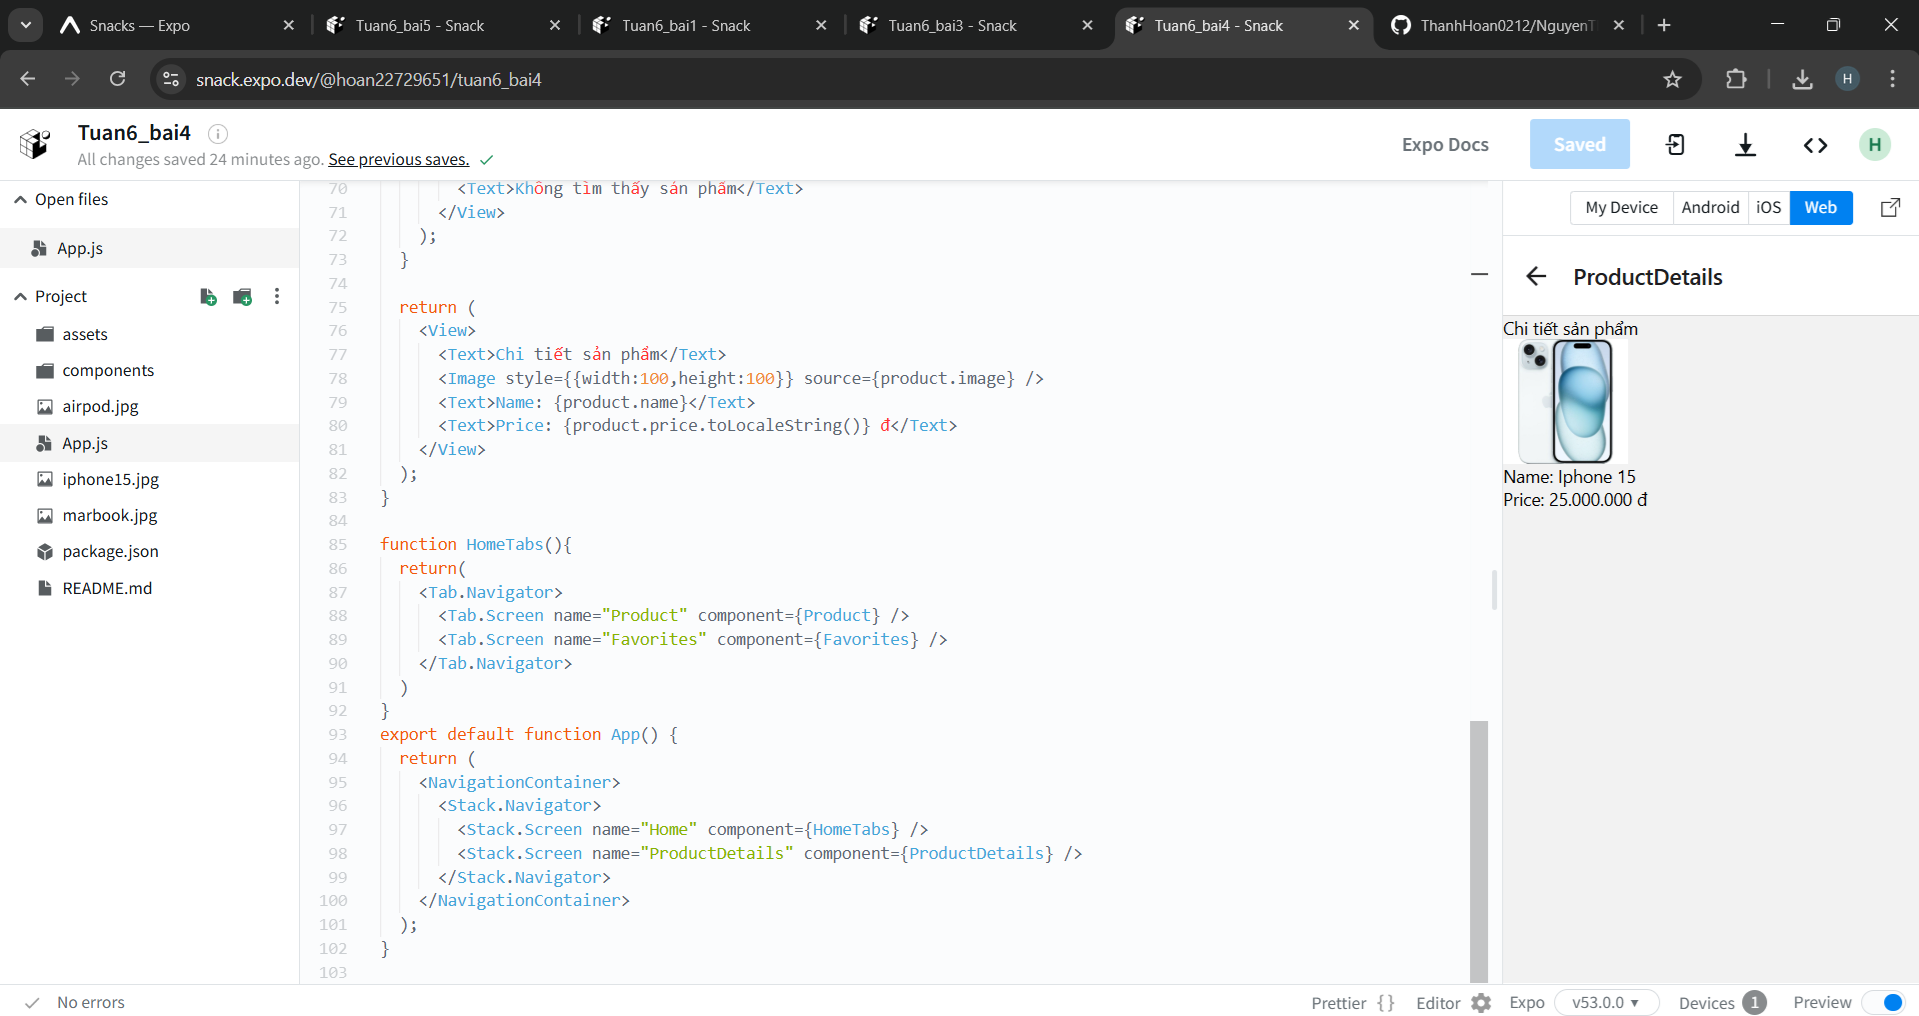 Snacks — Expo
Tuan6_bai5 - Snack
Tuan6_bai1 - Snack
Tuan6_bai3 - Snack
Tuan6_bai4 - Snack
ThanhHoan0212/NguyenT
snack.expo.dev/@hoan22729651/tuan6_bai4
H
Tuan6_bai4
All changes saved 24 minutes ago. See previous saves.
Expo Docs
Saved
H
Open files
App.js
Project
assets
components
airpod.jpg
App.js
iphone15.jpg
marbook.jpg
package.json
README.md
70 <Text>Không tìm thấy sản phẩm</Text>
71 </View>
72 );
73 }
74
75 return (
76 <View>
77 <Text>Chi tiết sản phẩm</Text>
78 <Image style={{width:100,height:100}} source={product.image} />
79 <Text>Name: {product.name}</Text>
80 <Text>Price: {product.price.toLocaleString()} đ</Text>
81 </View>
82 );
83 }
84
85 function HomeTabs(){
86 return(
87 <Tab.Navigator>
88 <Tab.Screen name="Product" component={Product} />
89 <Tab.Screen name="Favorites" component={Favorites} />
90 </Tab.Navigator>
91 )
92 }
93 export default function App() {
94 return (
95 <NavigationContainer>
96 <Stack.Navigator>
97 <Stack.Screen name="Home" component={HomeTabs} />
98 <Stack.Screen name="ProductDetails" component={ProductDetails} />
99 </Stack.Navigator>
100 </NavigationContainer>
101 );
102 }
103
My Device
Android
iOS
Web
ProductDetails
Chi tiết sản phẩm
Name: Iphone 15
Price: 25.000.000 đ
No errors
Prettier {}
Editor
Expo
v53.0.0
Devices 1
Preview